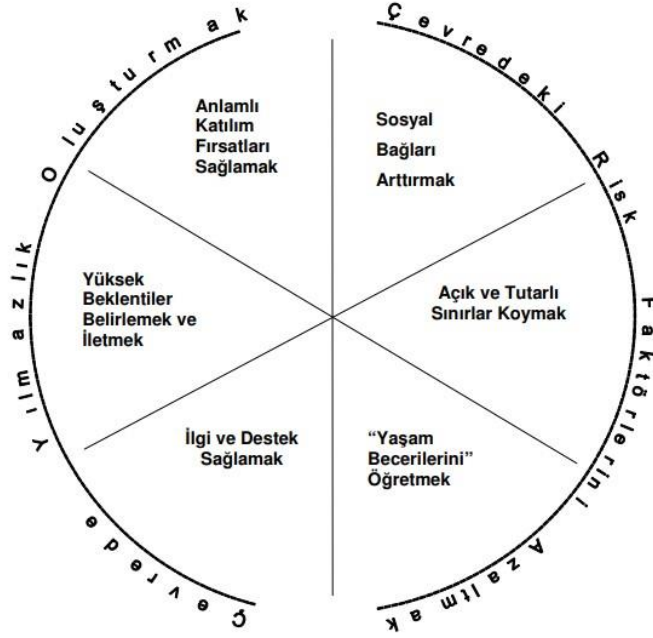 Çevrede Yılmazlık Oluşturmak
Çevredeki Risk Faktörlerini Azaltmak
Anlamlı
Katılım
Fırsatları
Sağlamak
Sosyal
Bağları
Arttırmak
Yüksek
Beklentiler
Belirlemek ve
İletmek
Açık ve Tutarlı
Sınırlar Koymak
İlgi ve Destek
Sağlamak
“Yaşam
Becerilerini”
Öğretmek